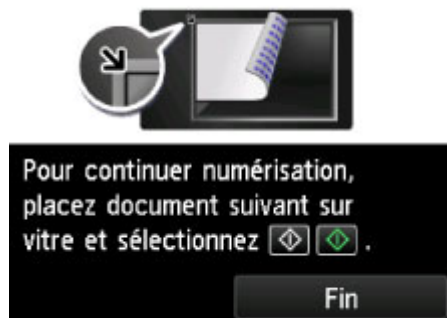 Pour continuer numérisation,
placez document suivant sur
vitre et sélectionnez .
Fin